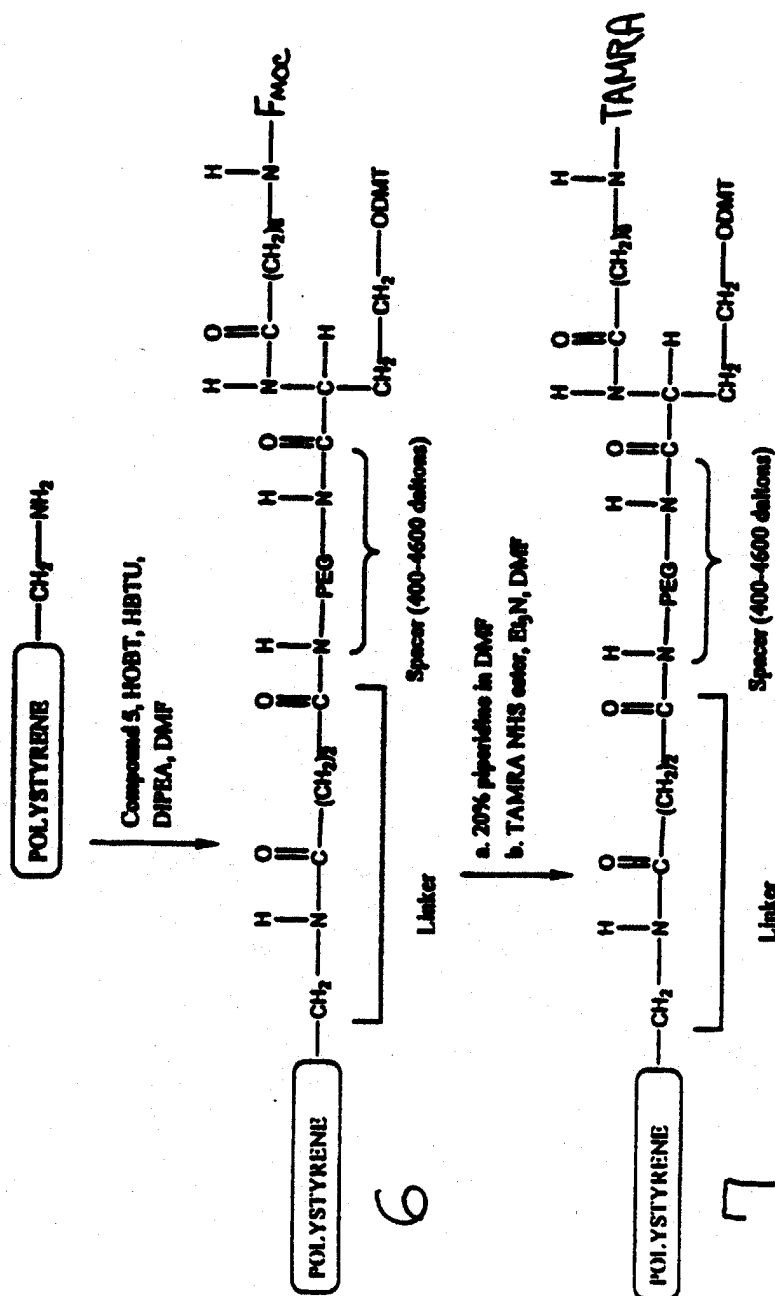 POLYSTYRENE —CH2—NH2
Compound 5, HOBT, HBTU,
DIPEA, DMF
H O O H H O H O H
POLYSTYRENE —CH2—N—C—(CH2)2—C—N—PEG—N—C—C—H
N—C—(CH2)—N—FMOC
CH2—CH2—ODMT
Linker
Spacer (400-4600 daltons)
6
a. 20% piperidine in DMF
b. TAMRA NHS ester, Et3N, DMF
H O O H H O H O H
POLYSTYRENE —CH2—N—C—(CH2)2—C—N—PEG—N—C—C—H
N—C—(CH2)—N—TAMRA
CH2—CH2—ODMT
Linker
Spacer (400-4600 daltons)
7